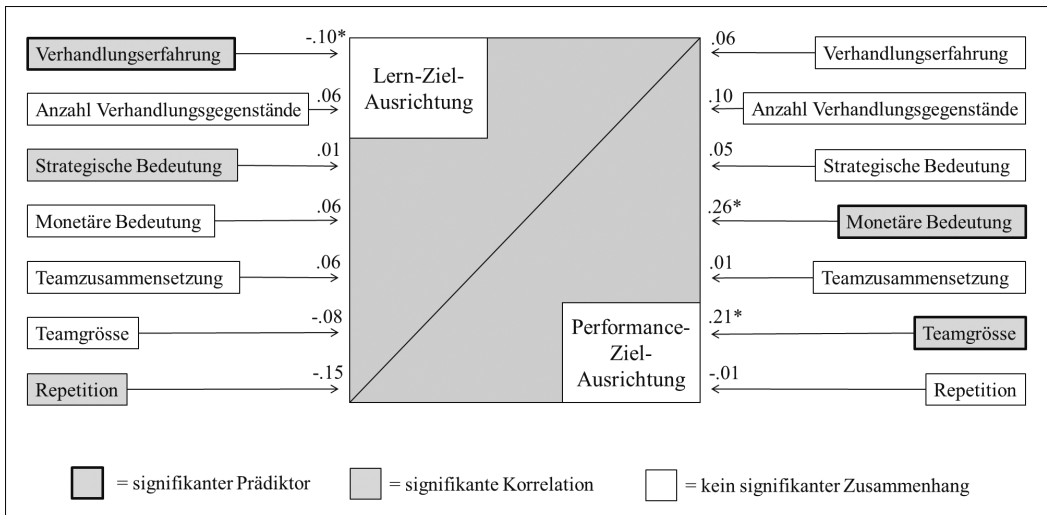 Verhandlungserfahrung
-.10*
Anzahl Verhandlungsgegenstände
.06
Strategische Bedeutung
.01
Monetäre Bedeutung
.06
Teamzusammensetzung
.06
Teamgrösse
-.08
Repetition
-.15
Lern-Ziel-
Ausrichtung
Performance-
Ziel-
Ausrichtung
.06
Verhandlungserfahrung
.10
Anzahl Verhandlungsgegenstände
.05
Strategische Bedeutung
.26*
Monetäre Bedeutung
.01
Teamzusammensetzung
.21*
Teamgrösse
-.01
Repetition
= signifikanter Prädiktor
= signifikante Korrelation
= kein signifikanter Zusammenhang